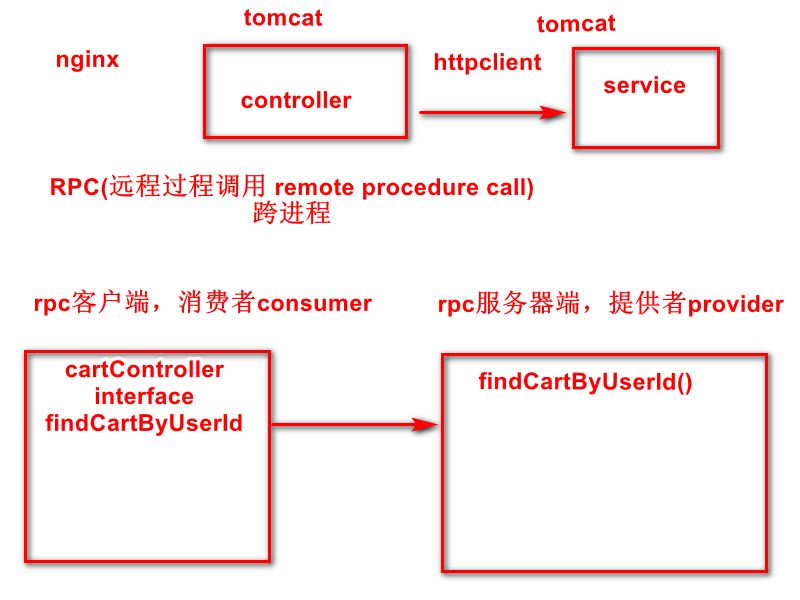 tomcat
tomcat
nginx
httpclient
controller
service
RPC(远程过程调用 remote procedure call)
跨进程
rpc客户端，消费者consumer
rpc服务器端，提供者provider
cartController
interface
findCartByUserId
findCartByUserId()